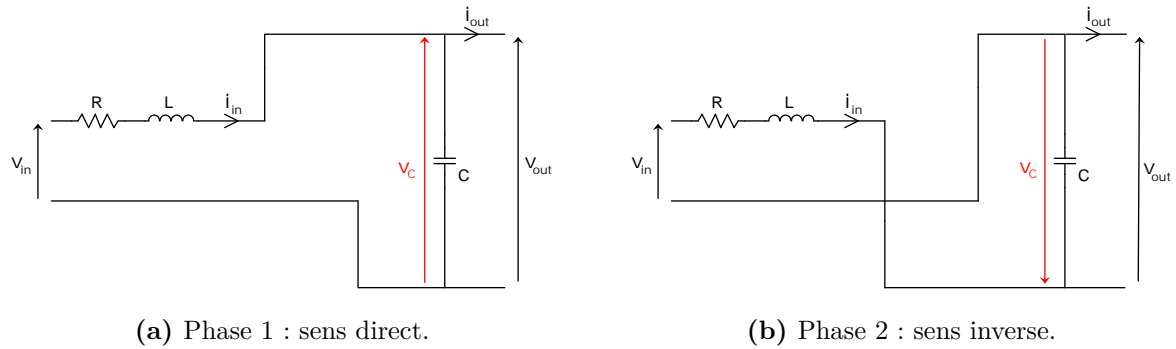 i_out
R
L
i_in
V_in
V_C
C
V_out
(a) Phase 1 : sens direct.
i_out
R
L
i_in
V_in
V_C
C
V_out
(b) Phase 2 : sens inverse.